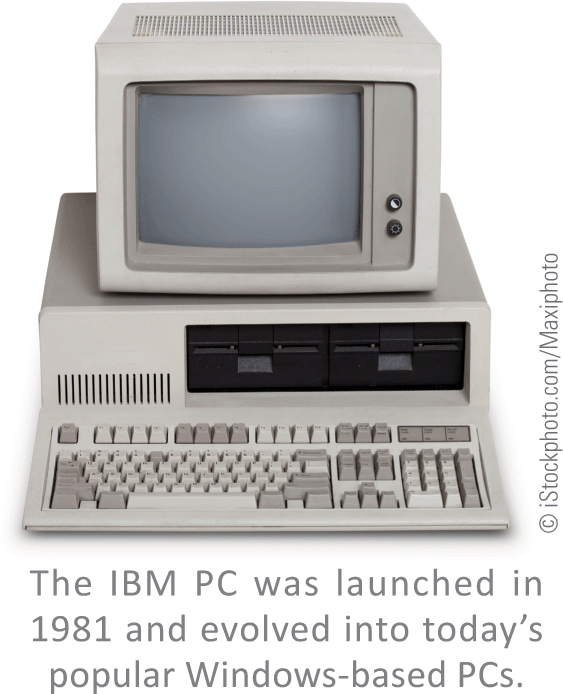 © iStockphoto.com/Maxiphoto
The IBM PC was launched in
1981 and evolved into today’s
popular Windows-based PCs.